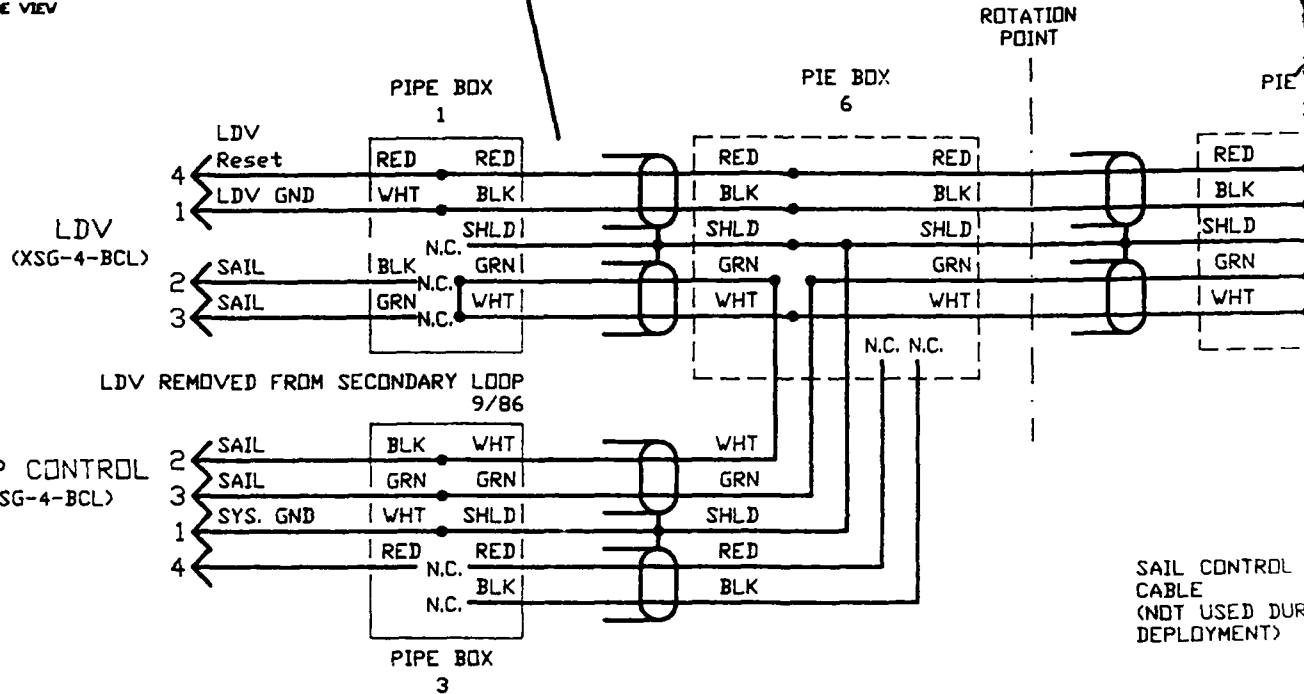 E VIEW
ROTATION
POINT
PIPE BOX
1
PIE BOX
6
PIE
LDV
Reset
4
RED RED
RED RED
RED
1
LDV GND
WHT BLK
BLK BLK
BLK
LDV
(XSG-4-BCL)
N.C. SHLD
SHLD SHLD
SHLD
2
SAIL
BLK N.C. GRN
GRN GRN
GRN
3
SAIL
GRN N.C. WHT
WHT WHT
WHT
N.C. N.C.
LDV REMOVED FROM SECONDARY LOOP
9/86
P CONTROL
SG-4-BCL)
2
SAIL
BLK WHT
WHT
3
SAIL
GRN GRN
GRN
1
SYS. GND
WHT SHLD
SHLD
4
RED N.C. RED
RED
N.C. BLK
BLK
PIPE BOX
3
SAIL CONTROL
CABLE
(NOT USED DUR
DEPLOYMENT)